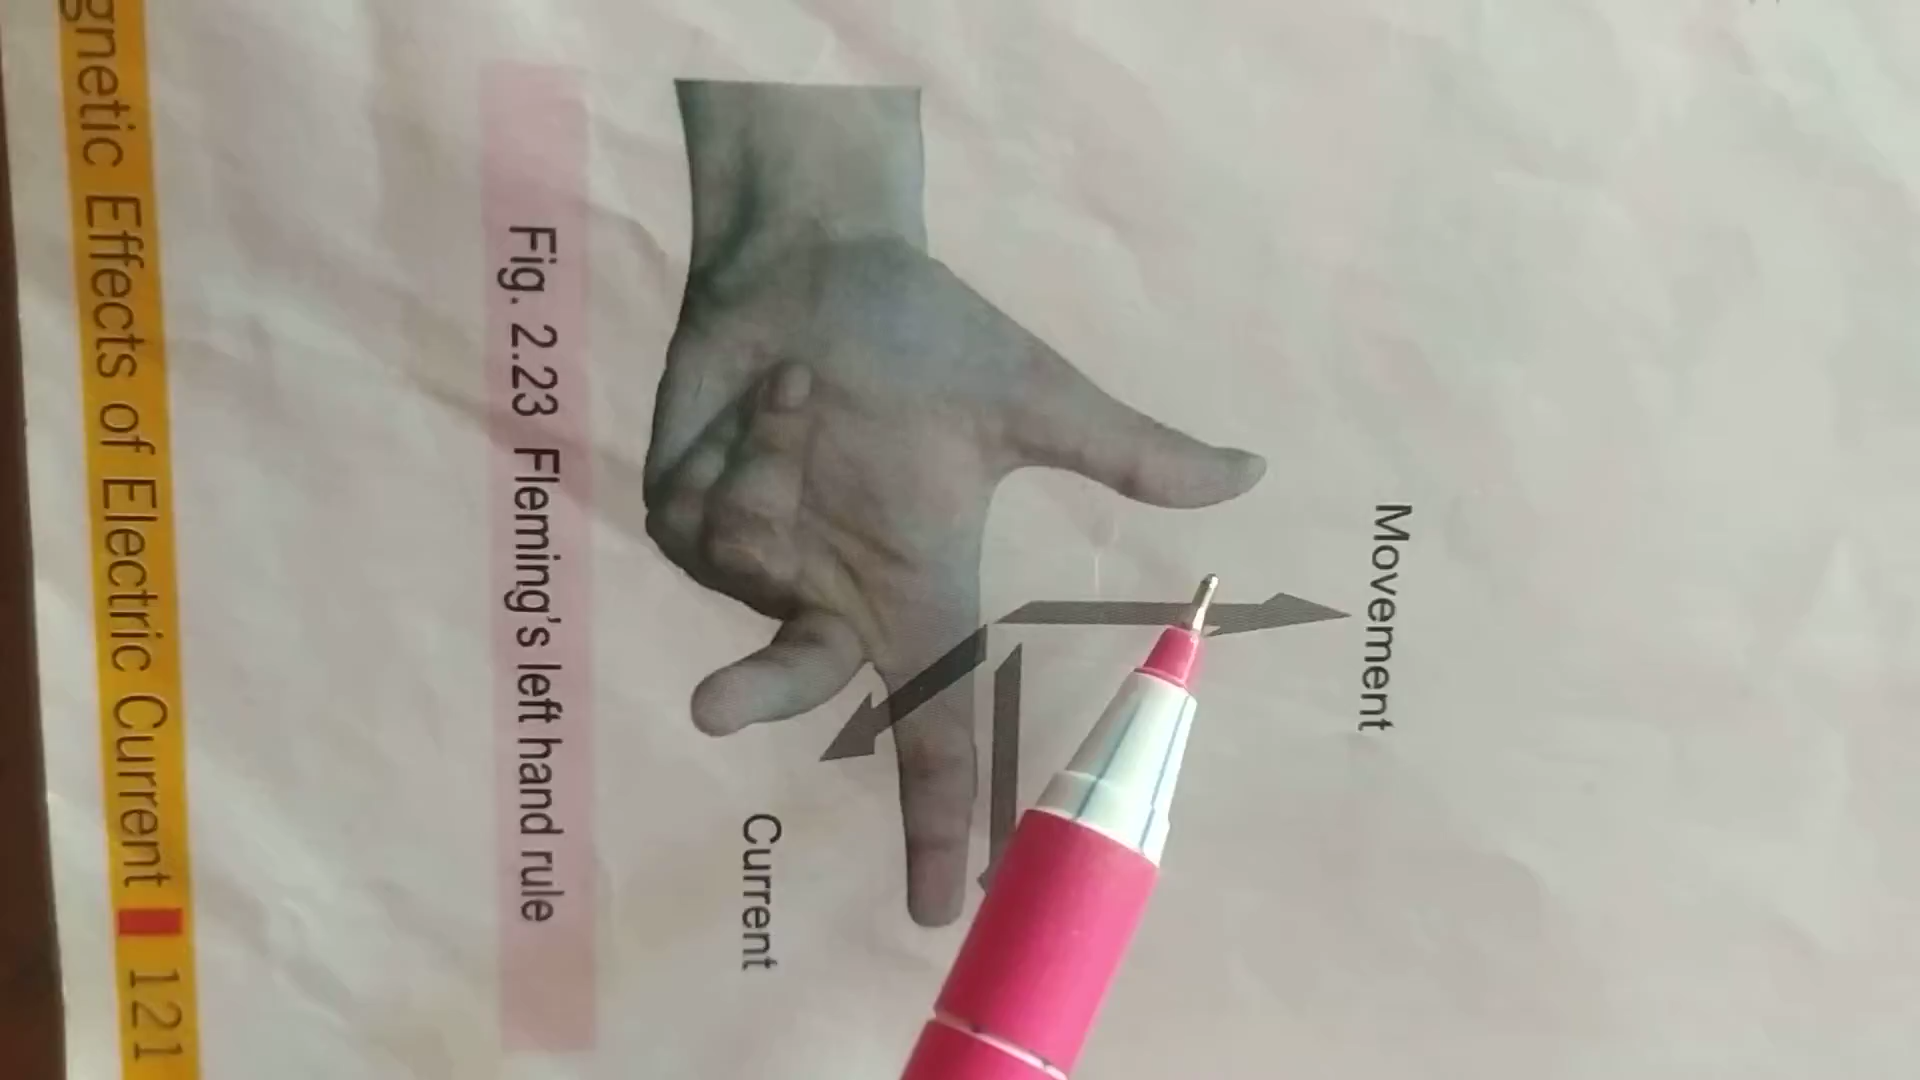 Movement
Current
Fig. 2.23 Fleming's left hand rule
gnetic Effects of Electric Current 121